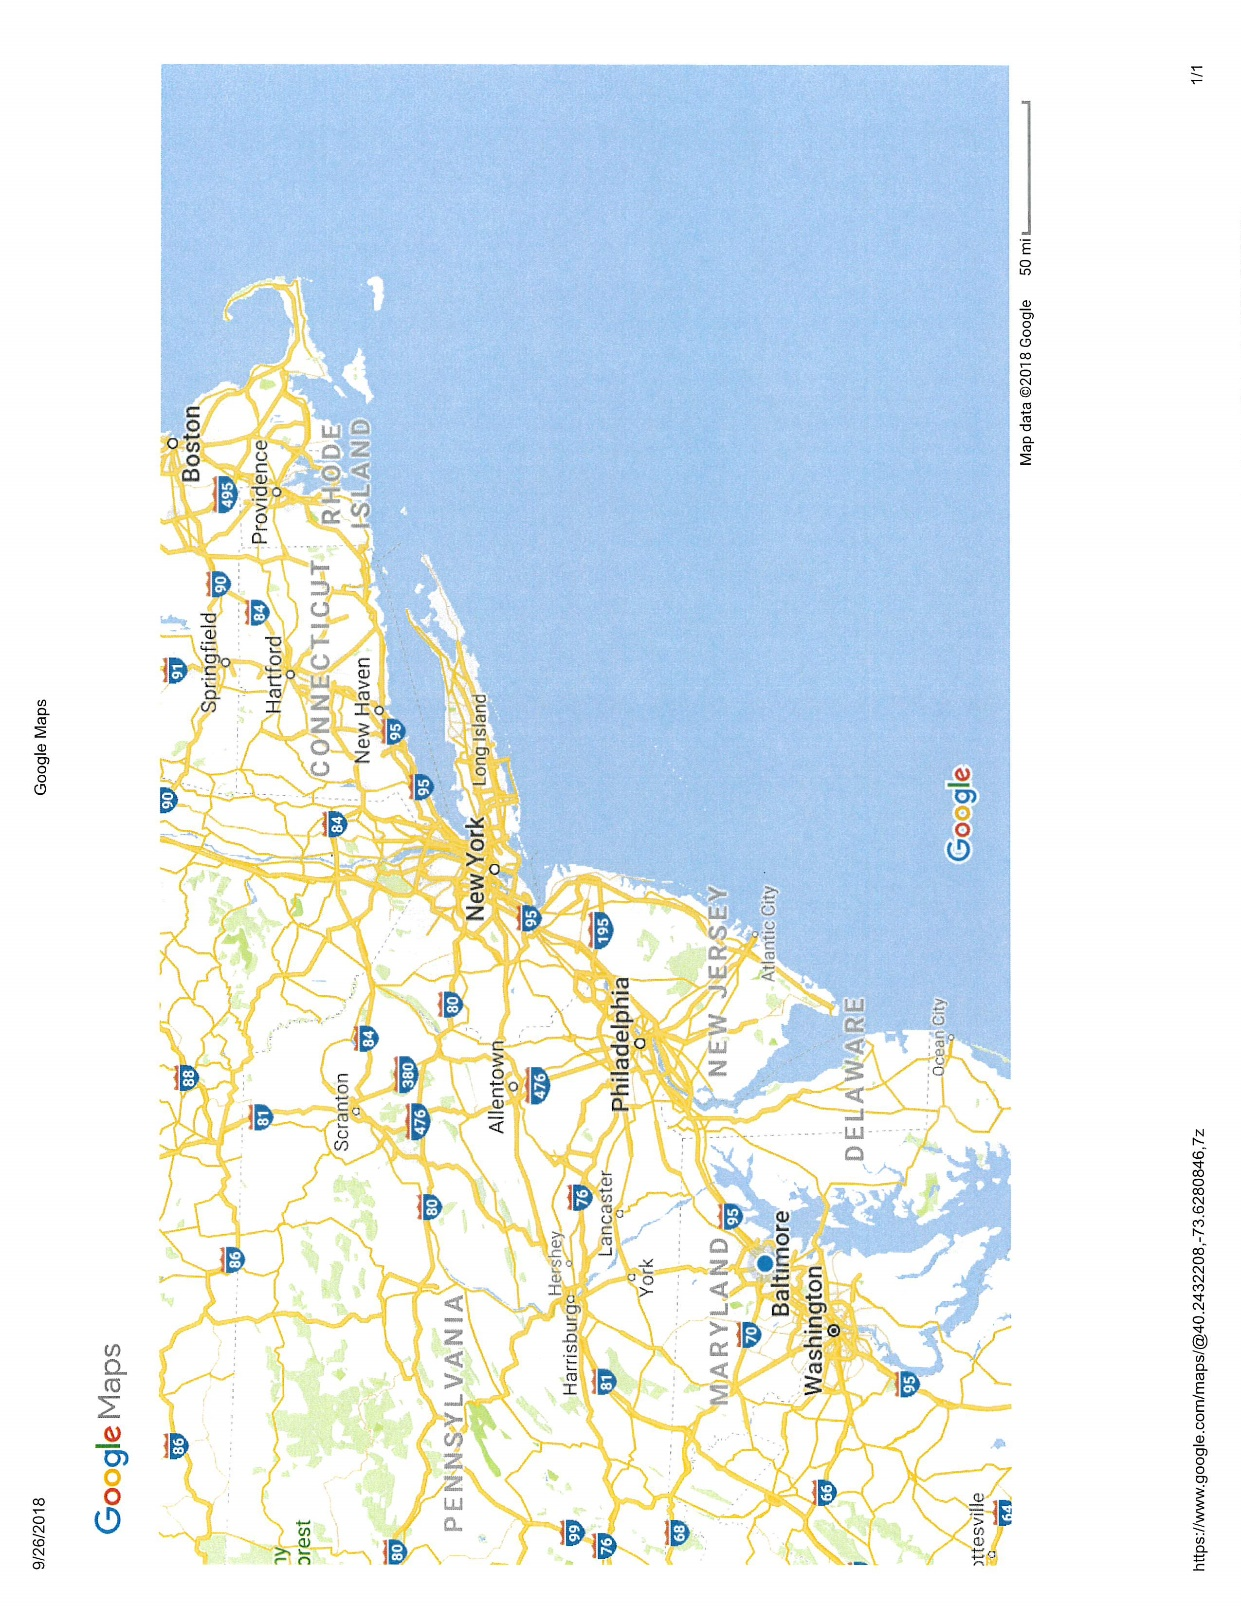 9/26/2018
Google Maps
Google Maps
86
90
91
Boston
88
495
90
Springfield
86
81
84
Providence
Hartford
CONNECTICUT
RHODE
ISLAND
Scranton
84
84
New Haven
95
80
80
476
380
95
PENNSYLVANIA
80
New York
Long Island
Allentown
476
95
Harrisburg
Hershey
76
99
76
81
Lancaster
195
Philadelphia
York
68
MARYLAND
95
NEW JERSEY
70
Baltimore
Atlantic City
Washington
66
DELAWARE
95
Ocean City
ottesville
64
Google
Map data ©2018 Google 50 mi
https://www.google.com/maps/@40.2432208,-73.6280846,7z
1/1